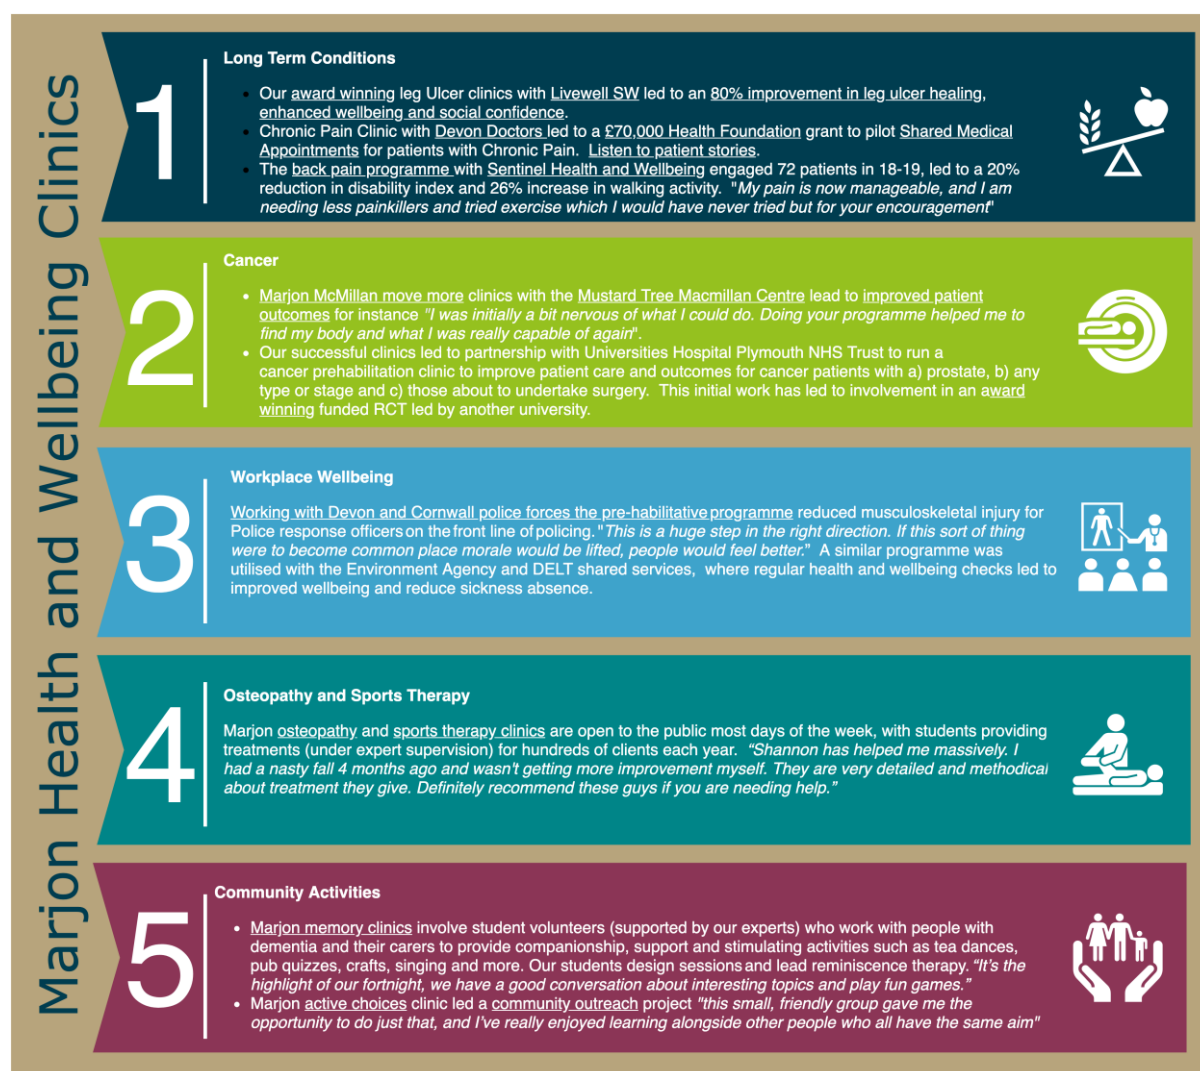 Marjon Health and Wellbeing Clinics
1
Long Term Conditions
• Our award winning leg Ulcer clinics with Livewell SW led to an 80% improvement in leg ulcer healing,
enhanced wellbeing and social confidence.
• Chronic Pain Clinic with Devon Doctors led to a £70,000 Health Foundation grant to pilot Shared Medical
Appointments for patients with Chronic Pain.  Listen to patient stories.
• The back pain programme with Sentinel Health and Wellbeing engaged 72 patients in 18-19, led to a 20%
reduction in disability index and 26% increase in walking activity.  "My pain is now manageable, and I am
needing less painkillers and tried exercise which I would have never tried but for your encouragement"
2
Cancer
• Marjon McMillan move more clinics with the Mustard Tree Macmillan Centre lead to improved patient
outcomes for instance "I was initially a bit nervous of what I could do. Doing your programme helped me to
find my body and what I was really capable of again".
• Our successful clinics led to partnership with Universities Hospital Plymouth NHS Trust to run a
cancer prehabilitation clinic to improve patient care and outcomes for cancer patients with a) prostate, b) any
type or stage and c) those about to undertake surgery.  This initial work has led to involvement in an award
winning funded RCT led by another university.
3
Workplace Wellbeing
Working with Devon and Cornwall police forces the pre-habilitative programme reduced musculoskeletal injury for
Police response officers on the front line of policing. "This is a huge step in the right direction. If this sort of thing
were to become common place morale would be lifted, people would feel better."  A similar programme was
utilised with the Environment Agency and DELT shared services,  where regular health and wellbeing checks led to
improved wellbeing and reduce sickness absence.
4
Osteopathy and Sports Therapy
Marjon osteopathy and sports therapy clinics are open to the public most days of the week, with students providing
treatments (under expert supervision) for hundreds of clients each year.  “Shannon has helped me massively. I
had a nasty fall 4 months ago and wasn't getting more improvement myself. They are very detailed and methodical
about treatment they give. Definitely recommend these guys if you are needing help.”
5
Community Activities
• Marjon memory clinics involve student volunteers (supported by our experts) who work with people with
dementia and their carers to provide companionship, support and stimulating activities such as tea dances,
pub quizzes, crafts, singing and more. Our students design sessions and lead reminiscence therapy. “It’s the
highlight of our fortnight, we have a good conversation about interesting topics and play fun games.”
• Marjon active choices clinic led a community outreach project "this small, friendly group gave me the
opportunity to do just that, and I've really enjoyed learning alongside other people who all have the same aim"